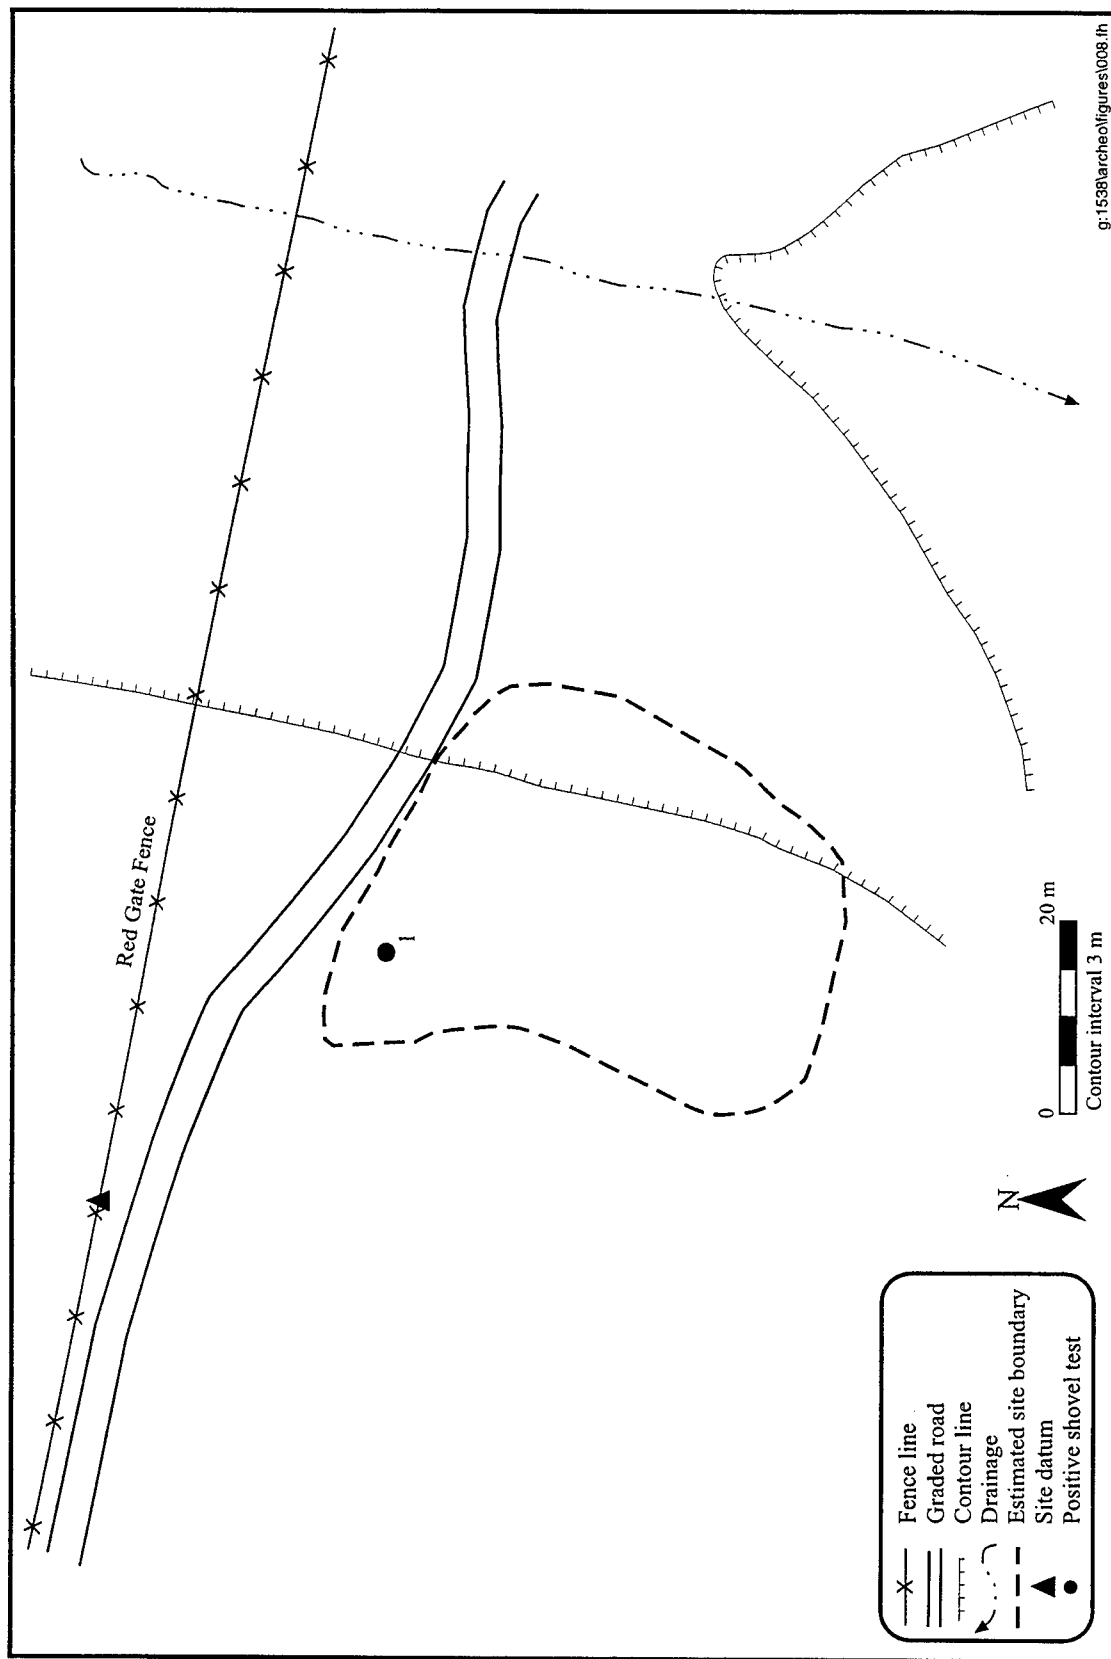 g:1538\archeo\figures\008.fh
Red Gate Fence
1
N
0
20 m
Contour interval 3 m
Fence line
Graded road
Contour line
Drainage
Estimated site boundary
Site datum
Positive shovel test